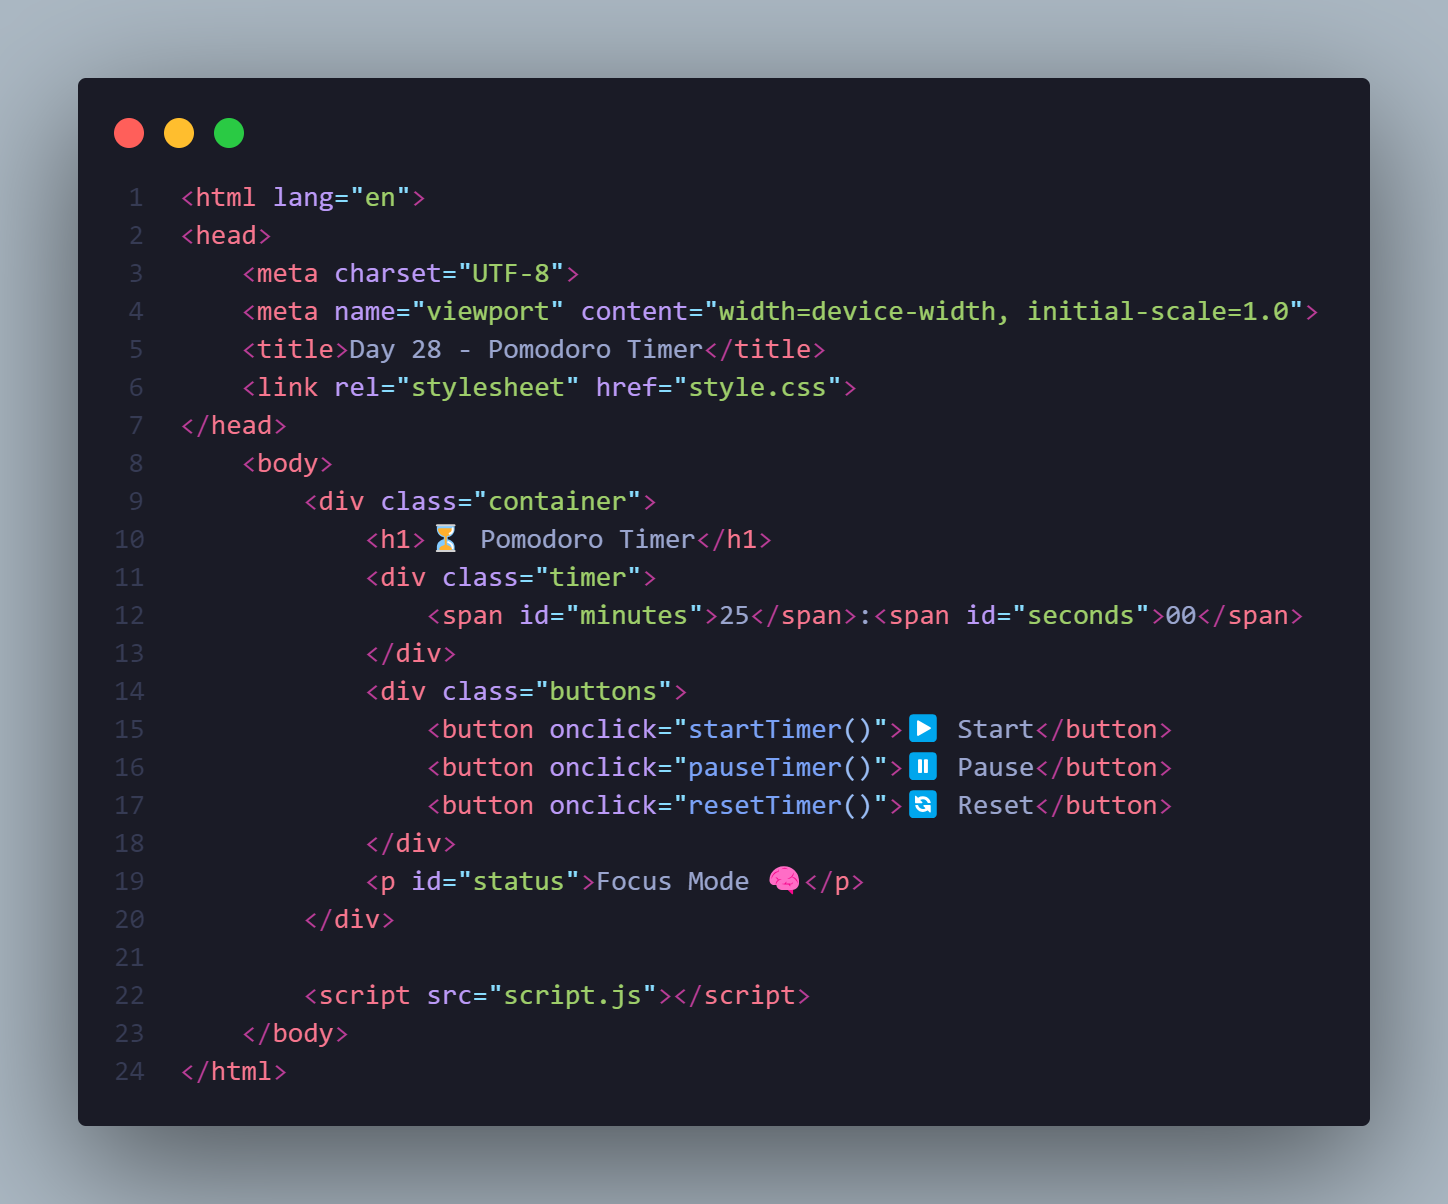 1 <html lang="en">
2 <head>
3     <meta charset="UTF-8">
4     <meta name="viewport" content="width=device-width, initial-scale=1.0">
5     <title>Day 28 - Pomodoro Timer</title>
6     <link rel="stylesheet" href="style.css">
7 </head>
8     <body>
9         <div class="container">
10             <h1>⏳ Pomodoro Timer</h1>
11             <div class="timer">
12                 <span id="minutes">25</span>:<span id="seconds">00</span>
13             </div>
14             <div class="buttons">
15                 <button onclick="startTimer()">▶️ Start</button>
16                 <button onclick="pauseTimer()">⏸️ Pause</button>
17                 <button onclick="resetTimer()">🔄 Reset</button>
18             </div>
19             <p id="status">Focus Mode 🧠</p>
20         </div>
21
22         <script src="script.js"></script>
23     </body>
24 </html>